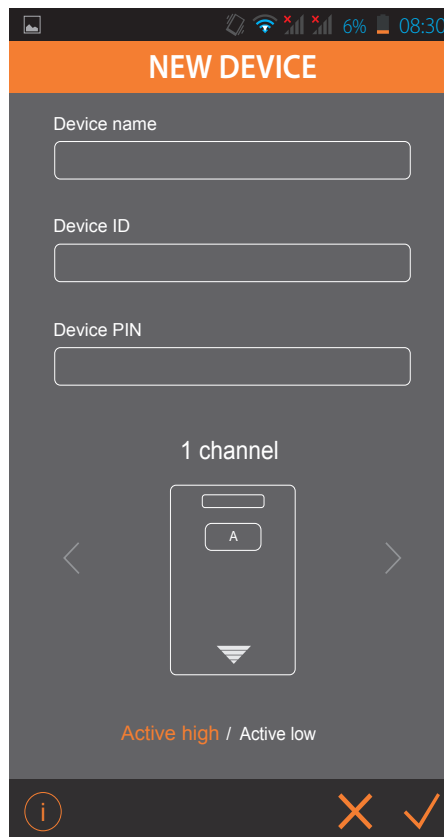 6% 08:30
NEW DEVICE
Device name
Device ID
Device PIN
1 channel
A
Active high / Active low
i